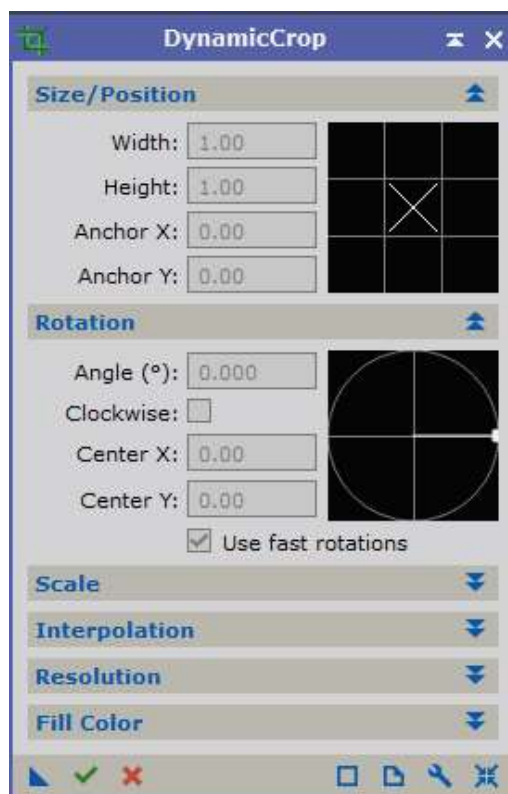 DynamicCrop
Size/Position
Width: 1.00
Height: 1.00
Anchor X: 0.00
Anchor Y: 0.00
Rotation
Angle (°): 0.000
Clockwise:
Center X: 0.00
Center Y: 0.00
Use fast rotations
Scale
Interpolation
Resolution
Fill Color